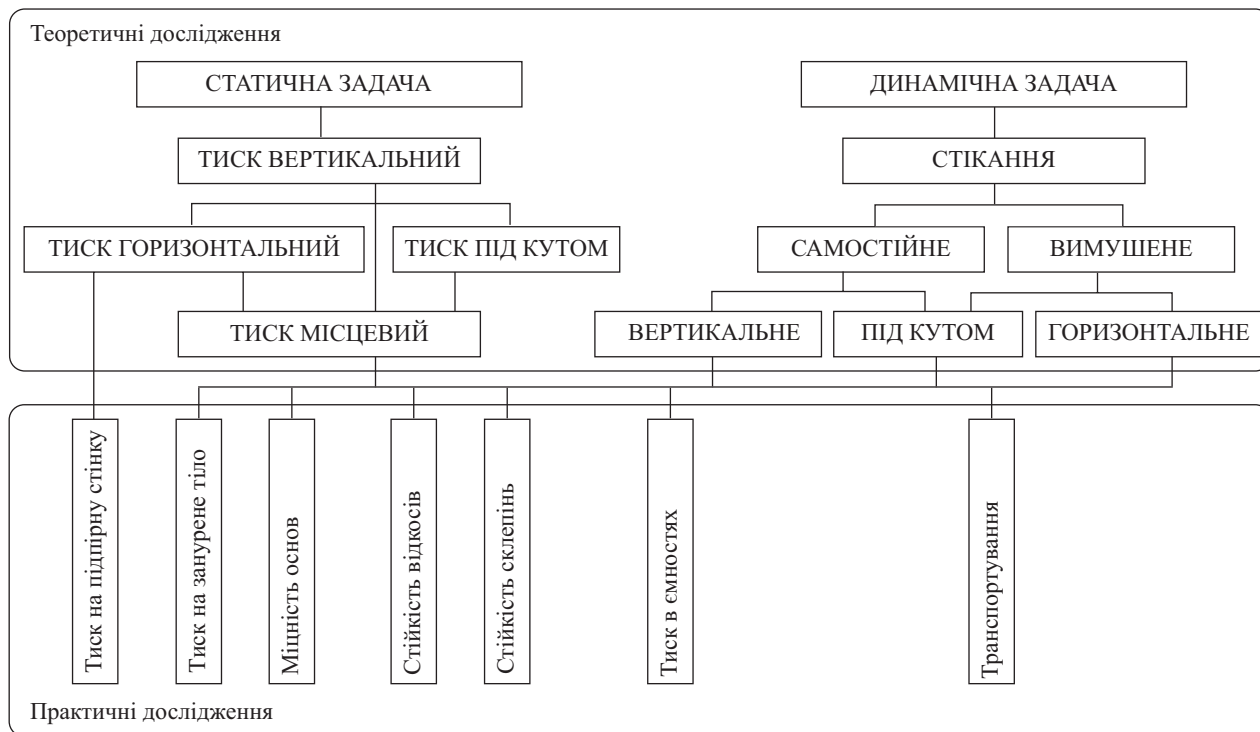 Теоретичні дослідження
СТАТИЧНА ЗАДАЧА
ДИНАМІЧНА ЗАДАЧА
ТИСК ВЕРТИКАЛЬНИЙ
СТІКАННЯ
ТИСК ГОРИЗОНТАЛЬНИЙ
ТИСК ПІД КУТОМ
САМОСТІЙНЕ
ВИМУШЕНЕ
ТИСК МІСЦЕВИЙ
ВЕРТИКАЛЬНЕ
ПІД КУТОМ
ГОРИЗОНТАЛЬНЕ
Тиск на підпірну стінку
Тиск на занурене тіло
Міцність основ
Стійкість відкосів
Стійкість склепінь
Тиск в ємностях
Транспортування
Практичні дослідження